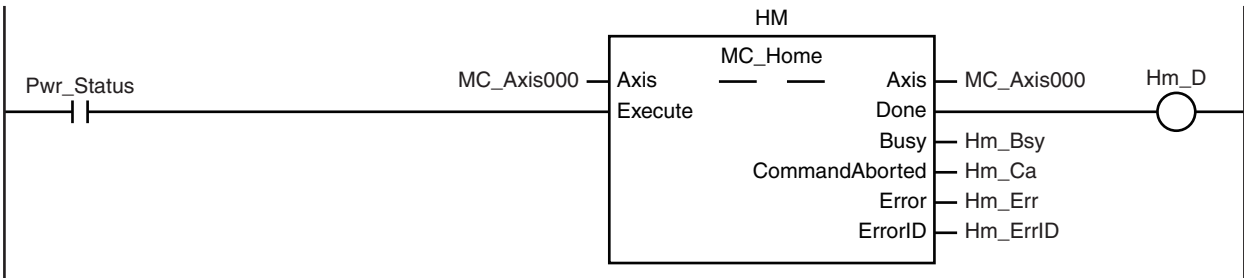 HM
MC_Home
Pwr_Status
MC_Axis000 Axis Axis MC_Axis000 Hm_D
Execute Done
Busy Hm_Bsy
CommandAborted Hm_Ca
Error Hm_Err
ErrorID Hm_ErrID